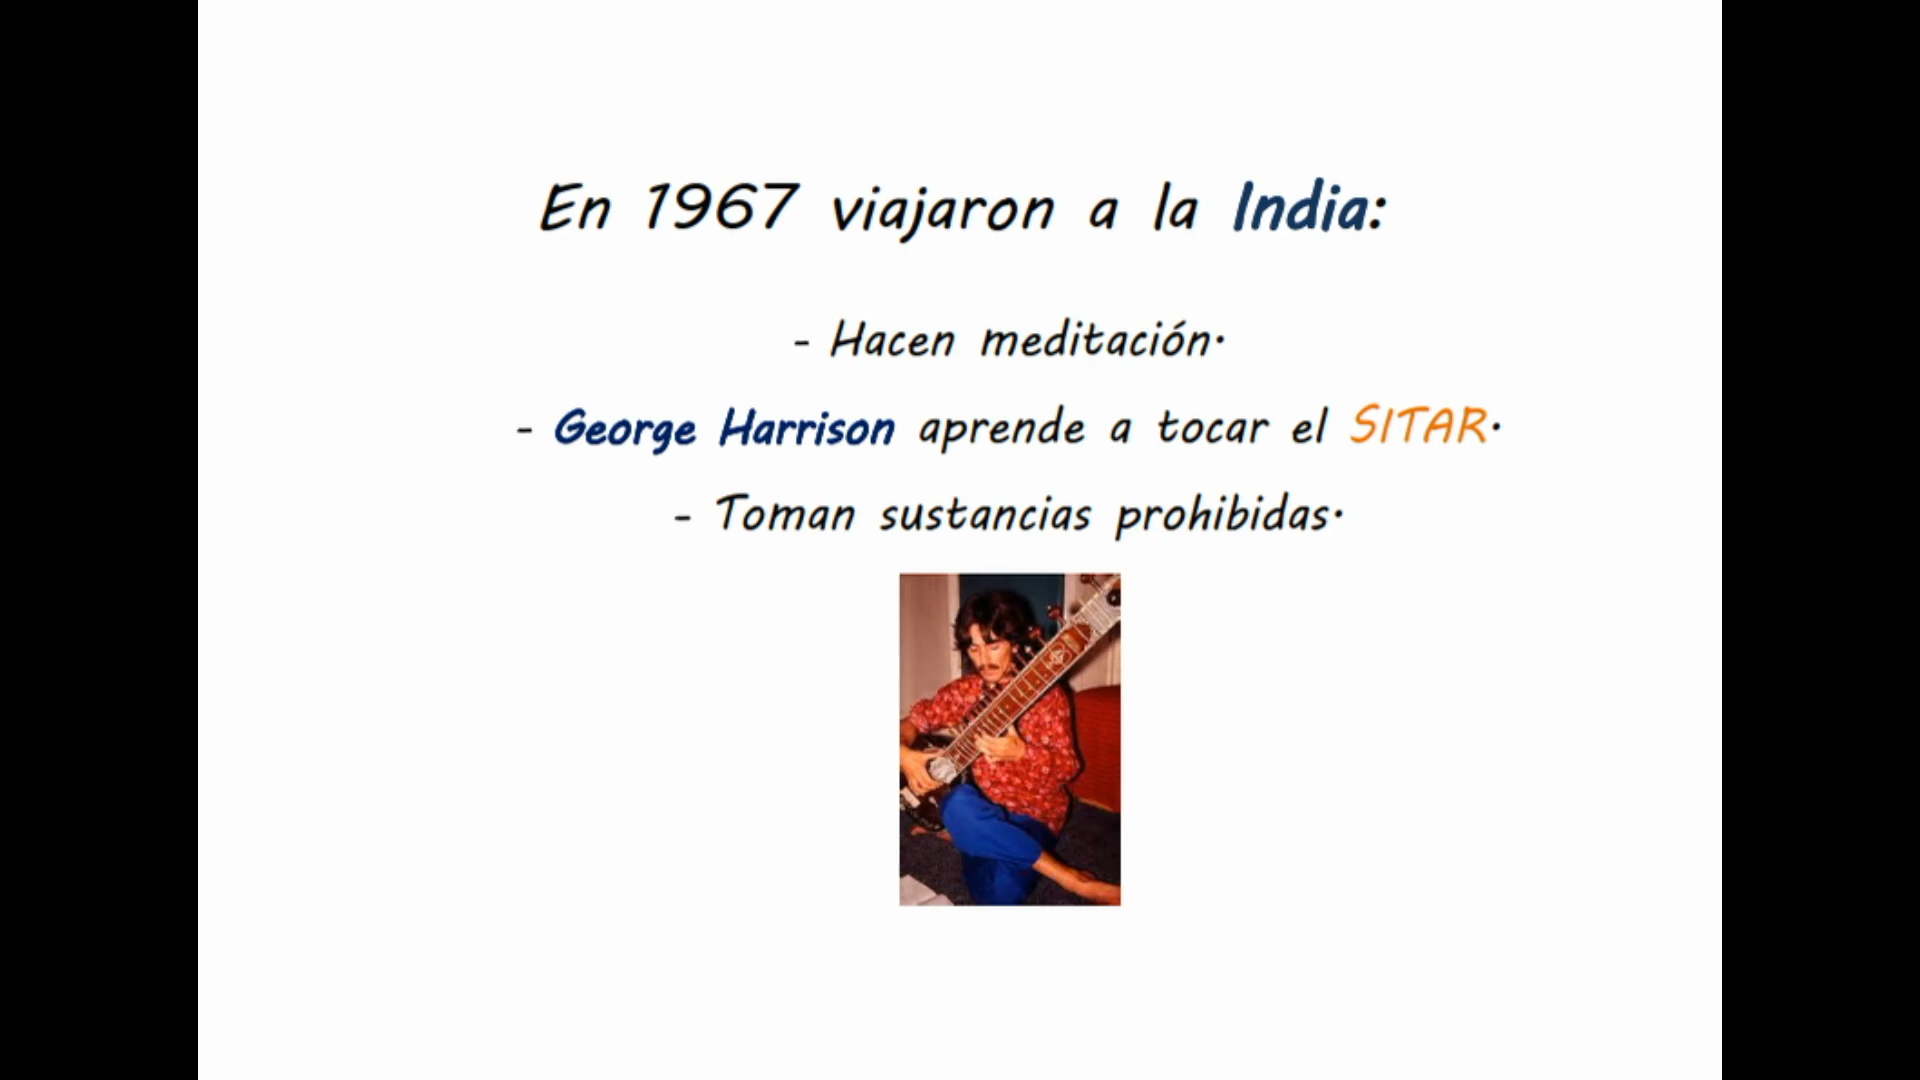 En 1967 viajaron a la India:
- Hacen meditación.
- George Harrison aprende a tocar el SITAR.
- Toman sustancias prohibidas.